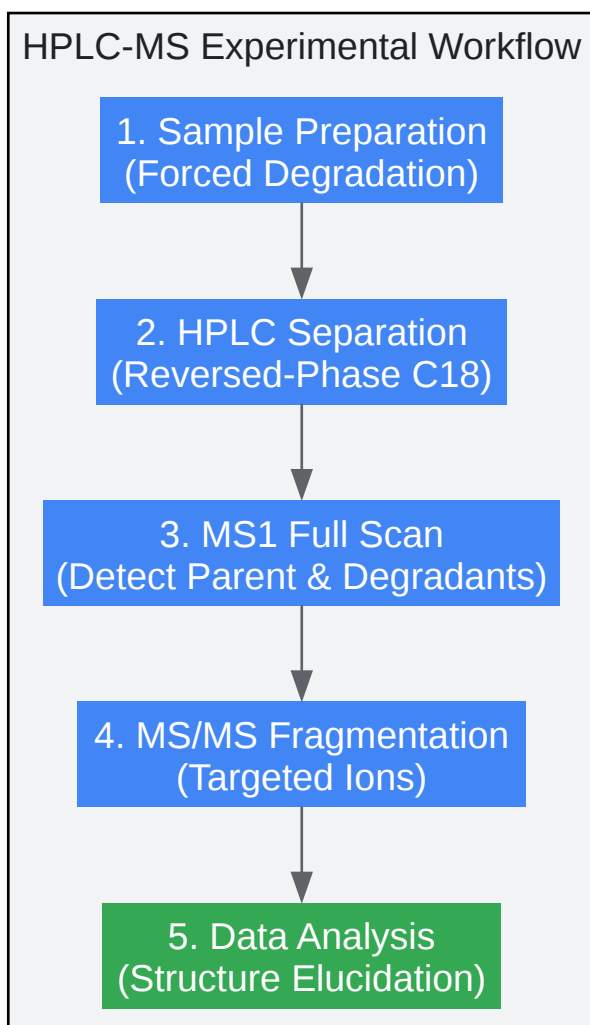 HPLC-MS Experimental Workflow
1. Sample Preparation
(Forced Degradation)
2. HPLC Separation
(Reversed-Phase C18)
3. MS1 Full Scan
(Detect Parent & Degradants)
4. MS/MS Fragmentation
(Targeted Ions)
5. Data Analysis
(Structure Elucidation)